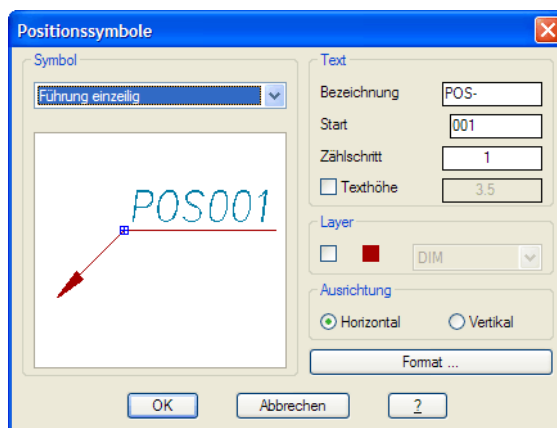 Positionssymbole
Symbol
Führung einzeilig
POS001
Text
Bezeichnung POS-
Start 001
Zählschritt 1
Texthöhe 3.5
Layer
DIM
Ausrichtung
Horizontal Vertikal
Format ...
OK Abbrechen ?